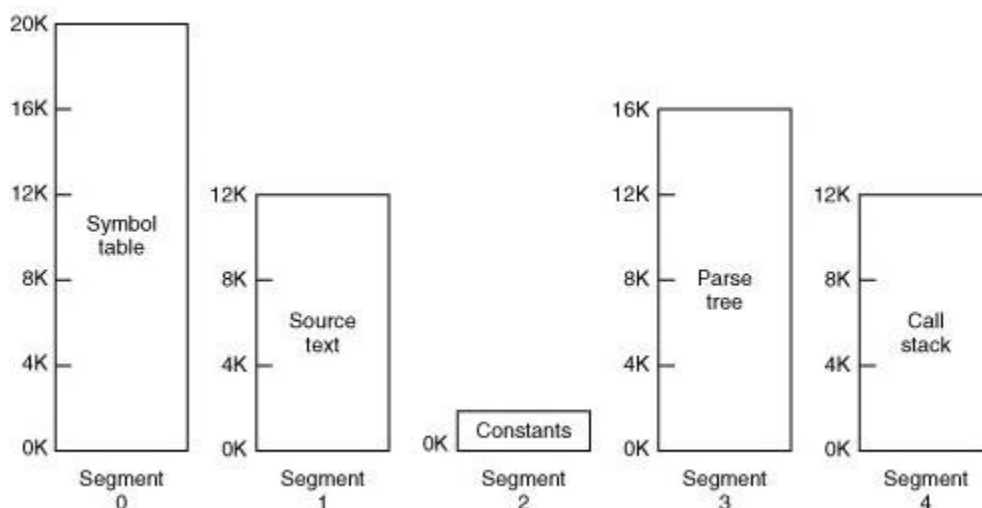 20K
16K
12K
8K
4K
0K
Symbol
table
Segment
0
12K
8K
4K
0K
Source
text
Segment
1
0K
Constants
Segment
2
16K
12K
8K
4K
0K
Parse
tree
Segment
3
12K
8K
4K
0K
Call
stack
Segment
4